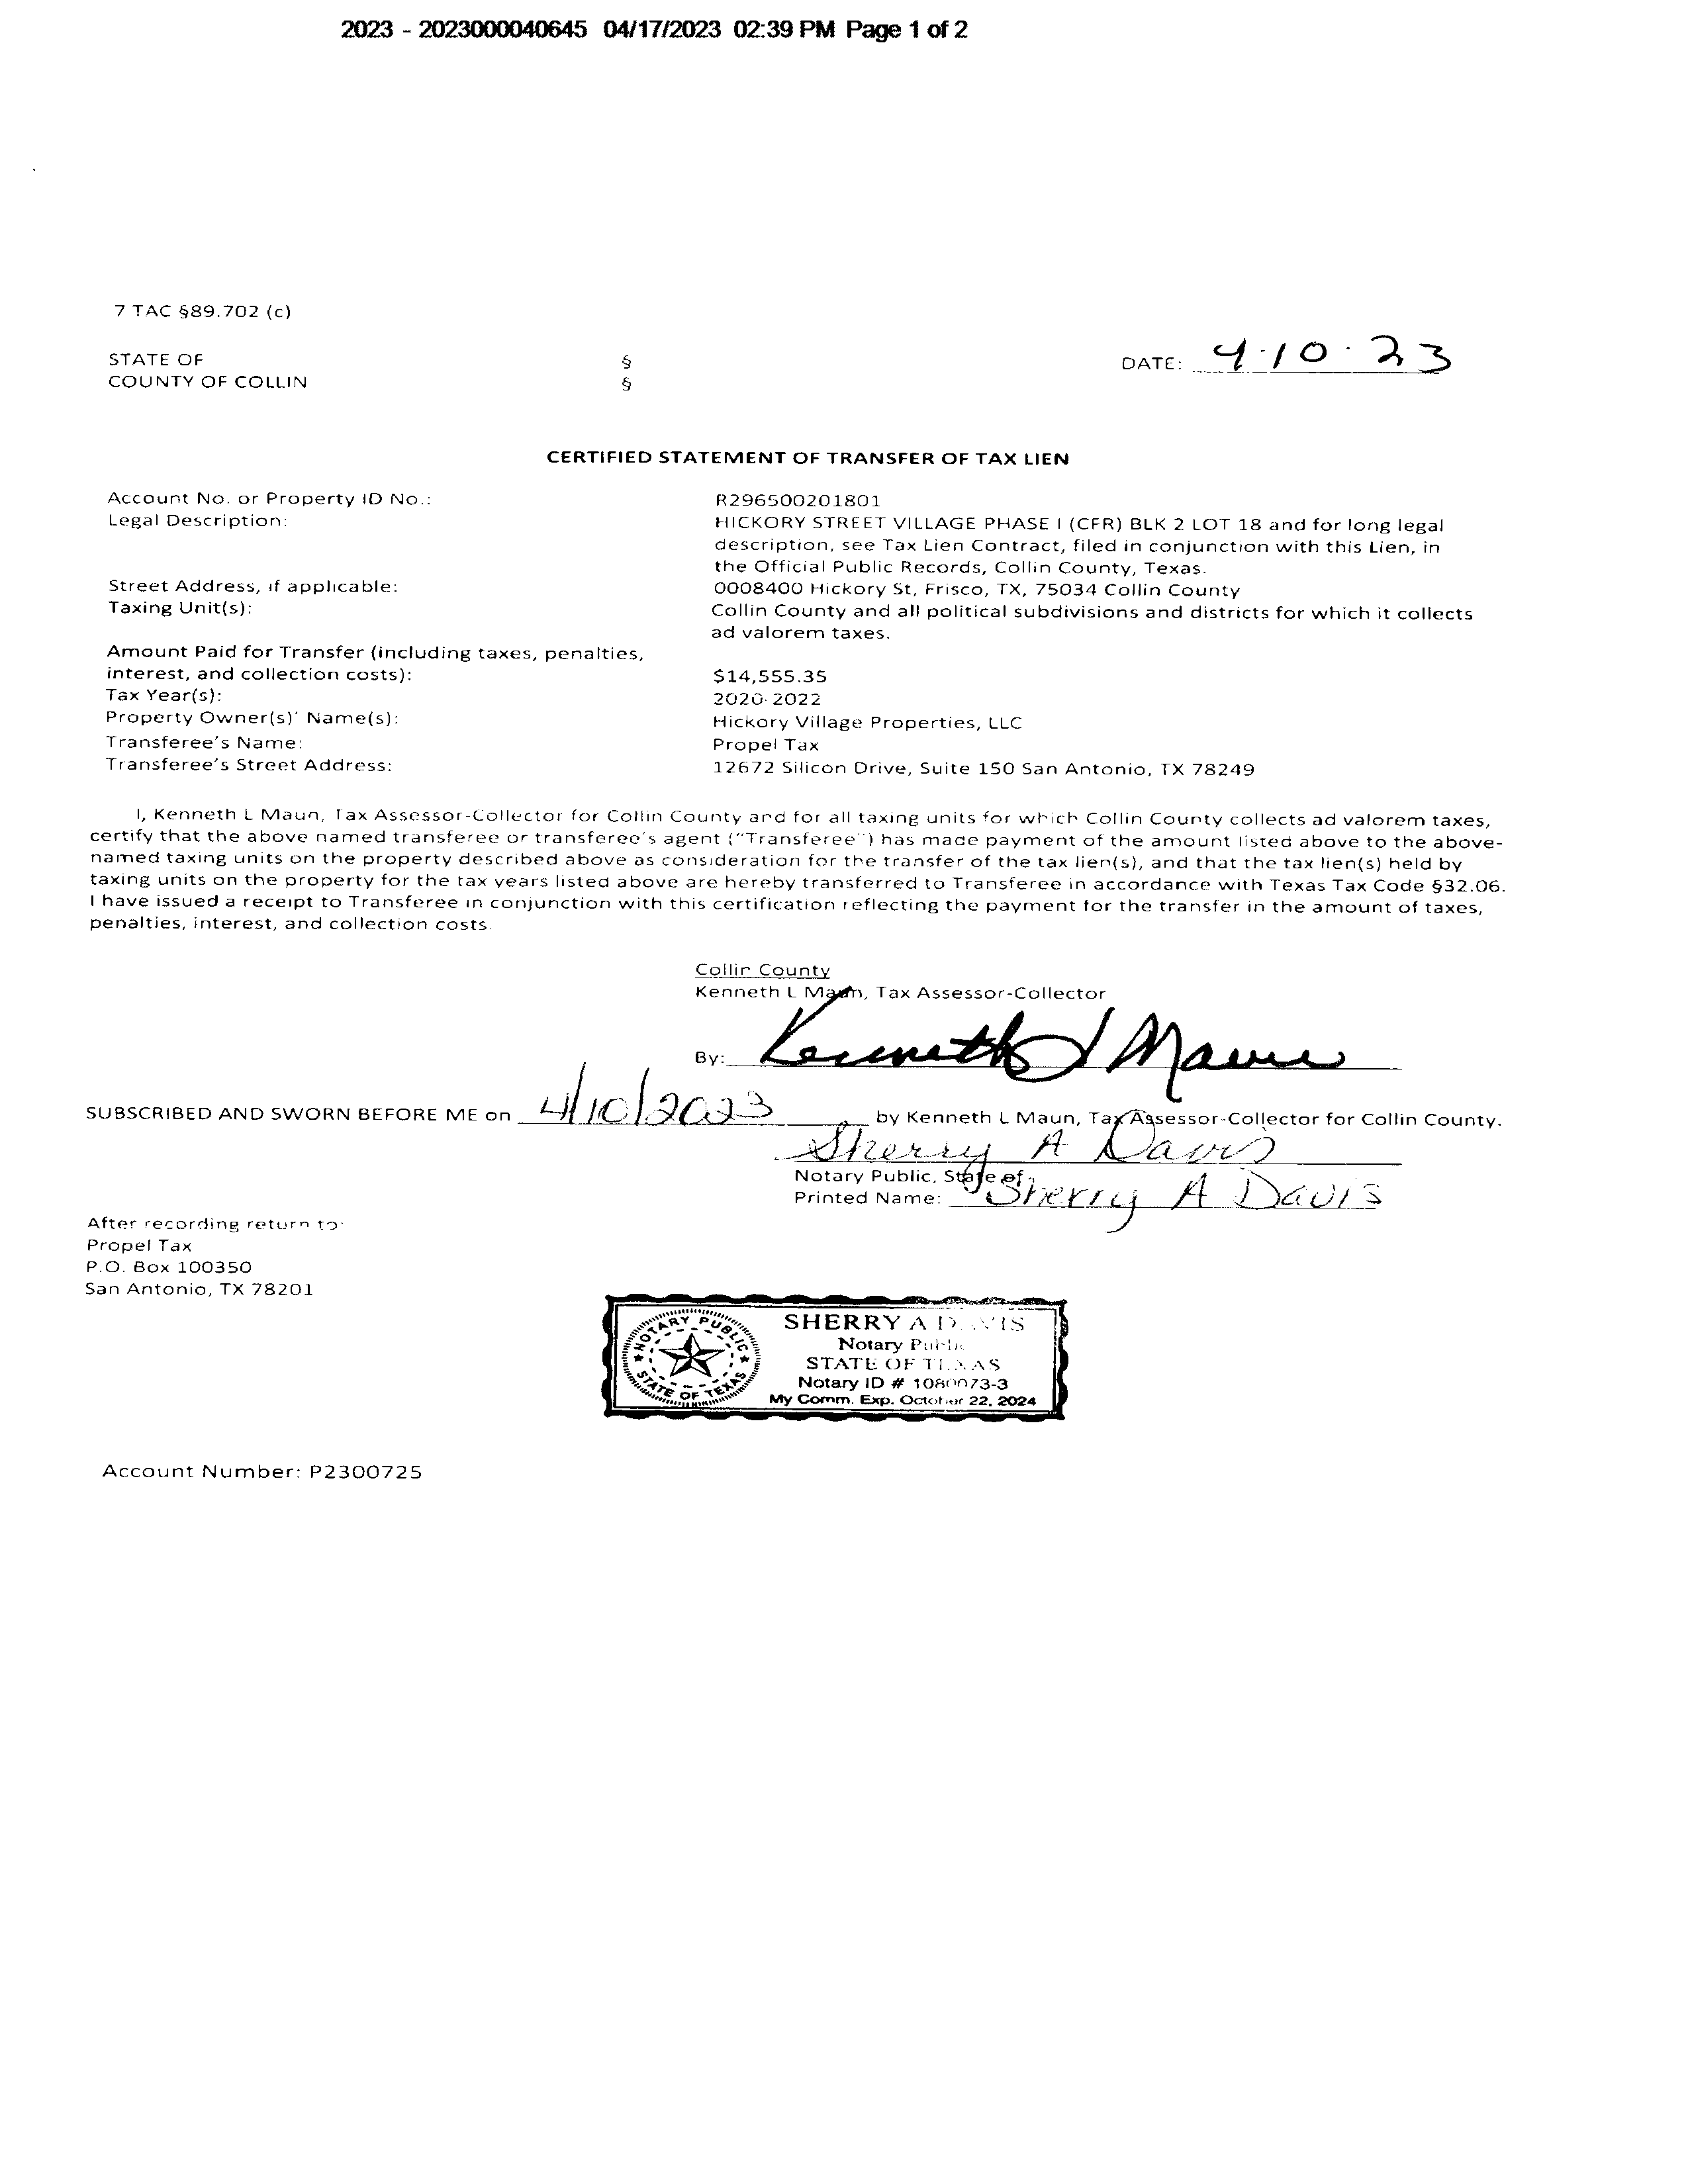 2023 - 2023000040645 04/17/2023 02:39 PM Page 1 of 2
7 TAC §89.702 (c)
STATE OF §
COUNTY OF COLLIN §
DATE: 4·10·23
CERTIFIED STATEMENT OF TRANSFER OF TAX LIEN
Account No. or Property ID No.: R296500201801
Legal Description: HICKORY STREET VILLAGE PHASE I (CFR) BLK 2 LOT 18 and for long legal
description, see Tax Lien Contract, filed in conjunction with this Lien, in
the Official Public Records, Collin County, Texas.
Street Address, if applicable: 0008400 Hickory St, Frisco, TX, 75034 Collin County
Taxing Unit(s): Collin County and all political subdivisions and districts for which it collects
ad valorem taxes.
Amount Paid for Transfer (including taxes, penalties,
interest, and collection costs): $14,555.35
Tax Year(s): 2020-2022
Property Owner(s)' Name(s): Hickory Village Properties, LLC
Transferee's Name: Propel Tax
Transferee's Street Address: 12672 Silicon Drive, Suite 150 San Antonio, TX 78249
I, Kenneth L Maun, Tax Assessor-Collector for Collin County and for all taxing units for which Collin County collects ad valorem taxes,
certify that the above named transferee or transferee's agent ("Transferee") has made payment of the amount listed above to the above-
named taxing units on the property described above as consideration for the transfer of the tax lien(s), and that the tax lien(s) held by
taxing units on the property for the tax years listed above are hereby transferred to Transferee in accordance with Texas Tax Code §32.06.
I have issued a receipt to Transferee in conjunction with this certification reflecting the payment for the transfer in the amount of taxes,
penalties, interest, and collection costs.
Collin County
Kenneth L Maun, Tax Assessor-Collector
By: Kenneth L Maun
SUBSCRIBED AND SWORN BEFORE ME on 4/10/2023 by Kenneth L Maun, Tax Assessor-Collector for Collin County.
Sherry A Davis
Notary Public, State of
Printed Name: Sherry A Davis
After recording return to:
Propel Tax
P.O. Box 100350
San Antonio, TX 78201
NOTARY PUBLIC
STATE OF TEXAS
SHERRY A DAVIS
Notary Public
STATE OF TEXAS
Notary ID # 1080073-3
My Comm. Exp. October 22, 2024
Account Number: P2300725